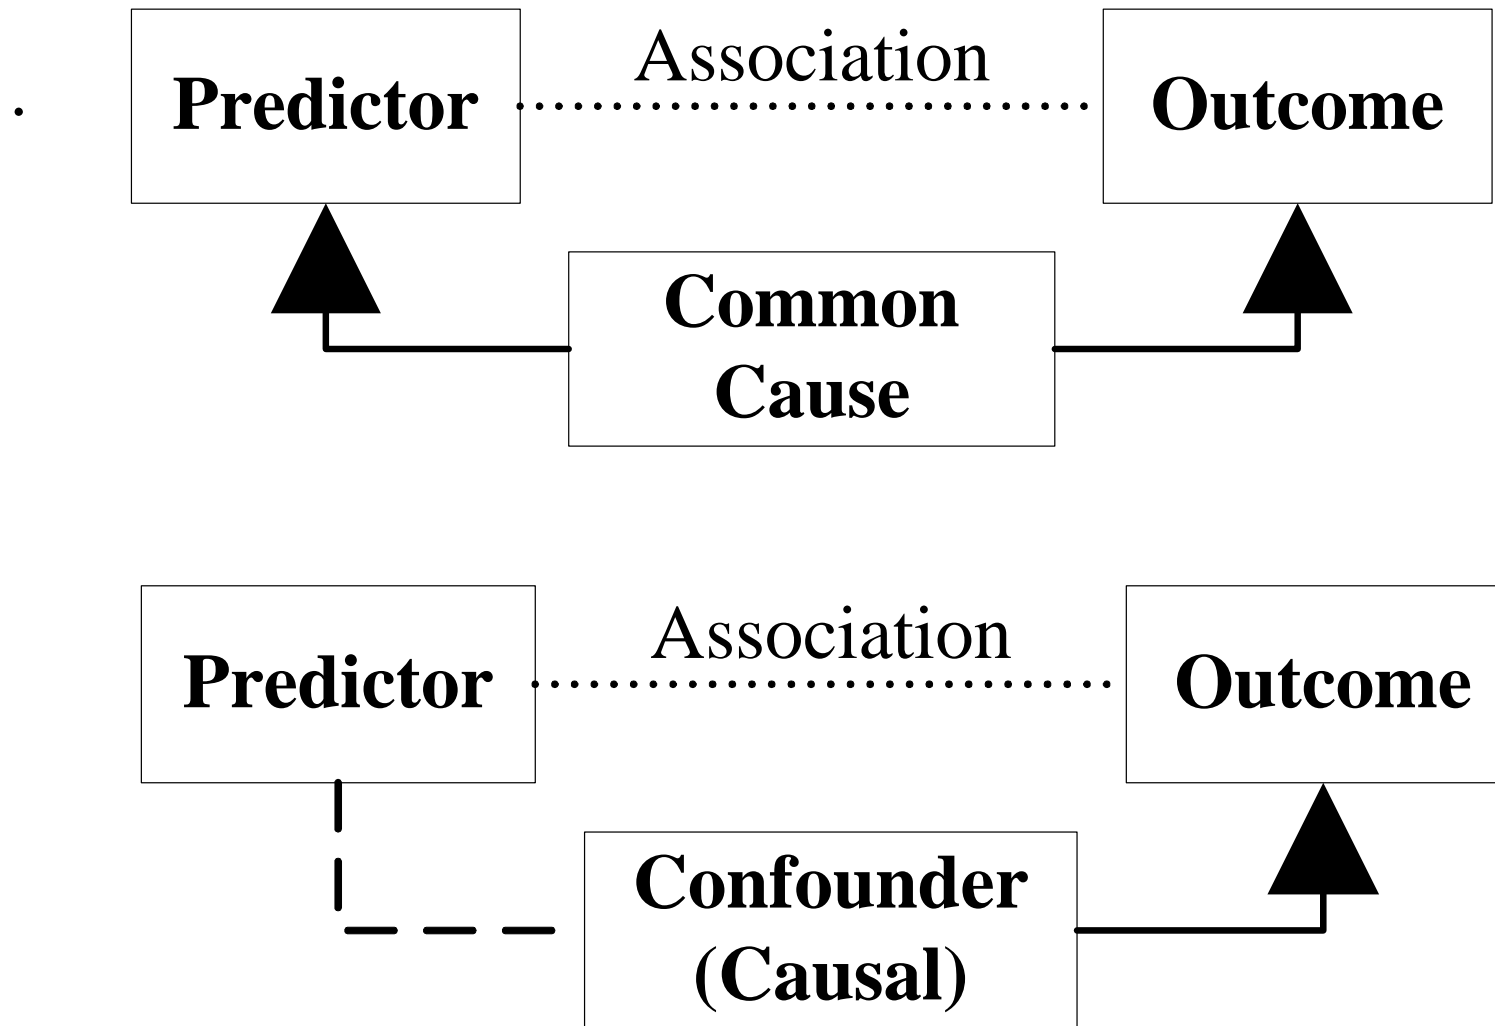 Association
Predictor
Outcome
Common
Cause
Association
Predictor
Outcome
Confounder
(Causal)